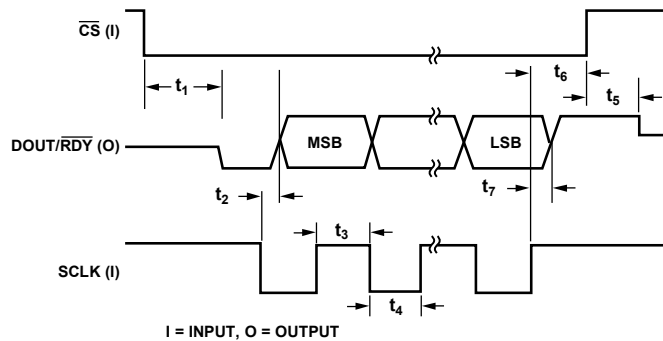 CS (I)
t6
t1
t5
DOUT/RDY (O)
MSB
LSB
t2
t7
t3
SCLK (I)
t4
I = INPUT, O = OUTPUT